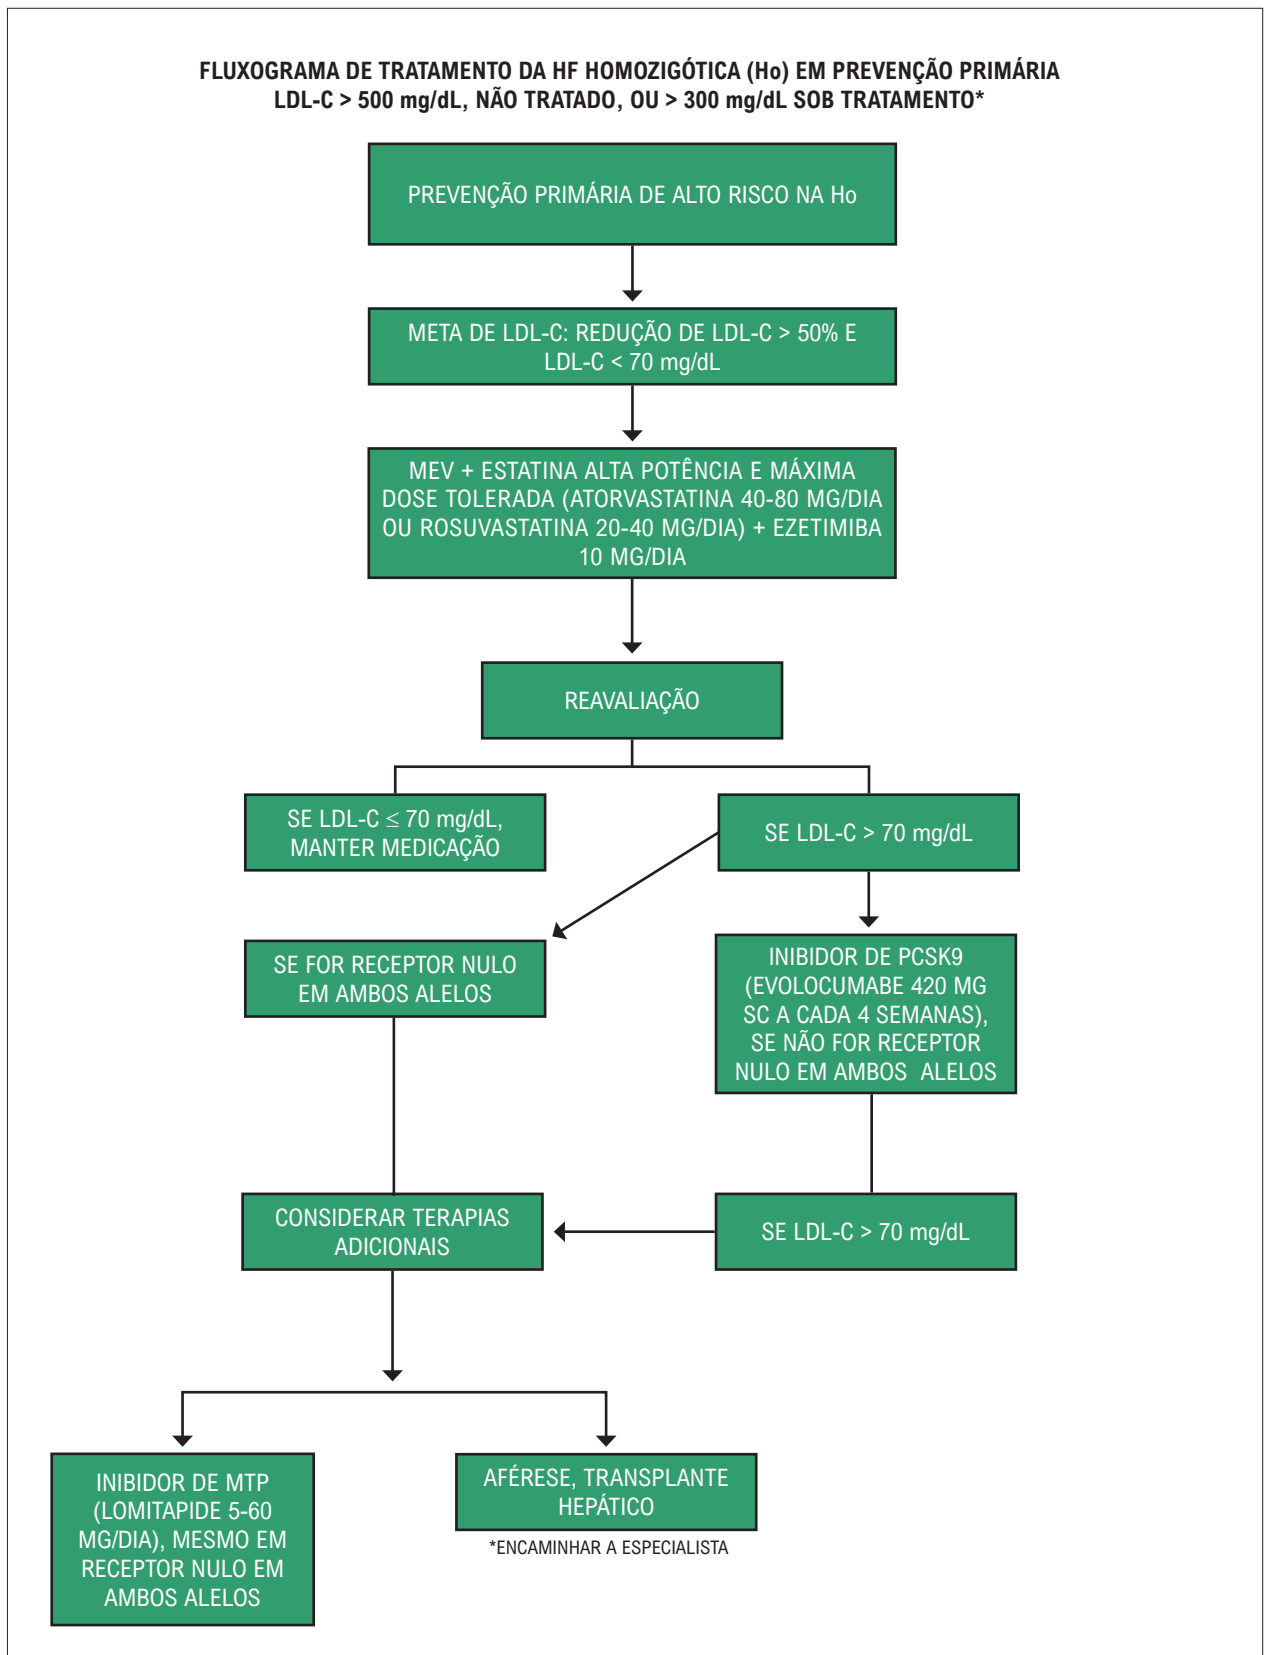 FLUXOGRAMA DE TRATAMENTO DA HF HOMOZIGÓTICA (Ho) EM PREVENÇÃO PRIMÁRIA
LDL-C > 500 mg/dL, NÃO TRATADO, OU > 300 mg/dL SOB TRATAMENTO*
PREVENÇÃO PRIMÁRIA DE ALTO RISCO NA Ho
META DE LDL-C: REDUÇÃO DE LDL-C > 50% E
LDL-C < 70 mg/dL
MEV + ESTATINA ALTA POTÊNCIA E MÁXIMA
DOSE TOLERADA (ATORVASTATINA 40-80 MG/DIA
OU ROSUVASTATINA 20-40 MG/DIA) + EZETIMIBA
10 MG/DIA
REAVALIAÇÃO
SE LDL-C ≤ 70 mg/dL,
MANTER MEDICAÇÃO
SE LDL-C > 70 mg/dL
SE FOR RECEPTOR NULO
EM AMBOS ALELOS
INIBIDOR DE PCSK9
(EVOLOCUMABE 420 MG
SC A CADA 4 SEMANAS),
SE NÃO FOR RECEPTOR
NULO EM AMBOS ALELOS
CONSIDERAR TERAPIAS
ADICIONAIS
SE LDL-C > 70 mg/dL
INIBIDOR DE MTP
(LOMITAPIDE 5-60
MG/DIA), MESMO EM
RECEPTOR NULO EM
AMBOS ALELOS
AFÉRESE, TRANSPLANTE
HEPÁTICO
*ENCAMINHAR A ESPECIALISTA